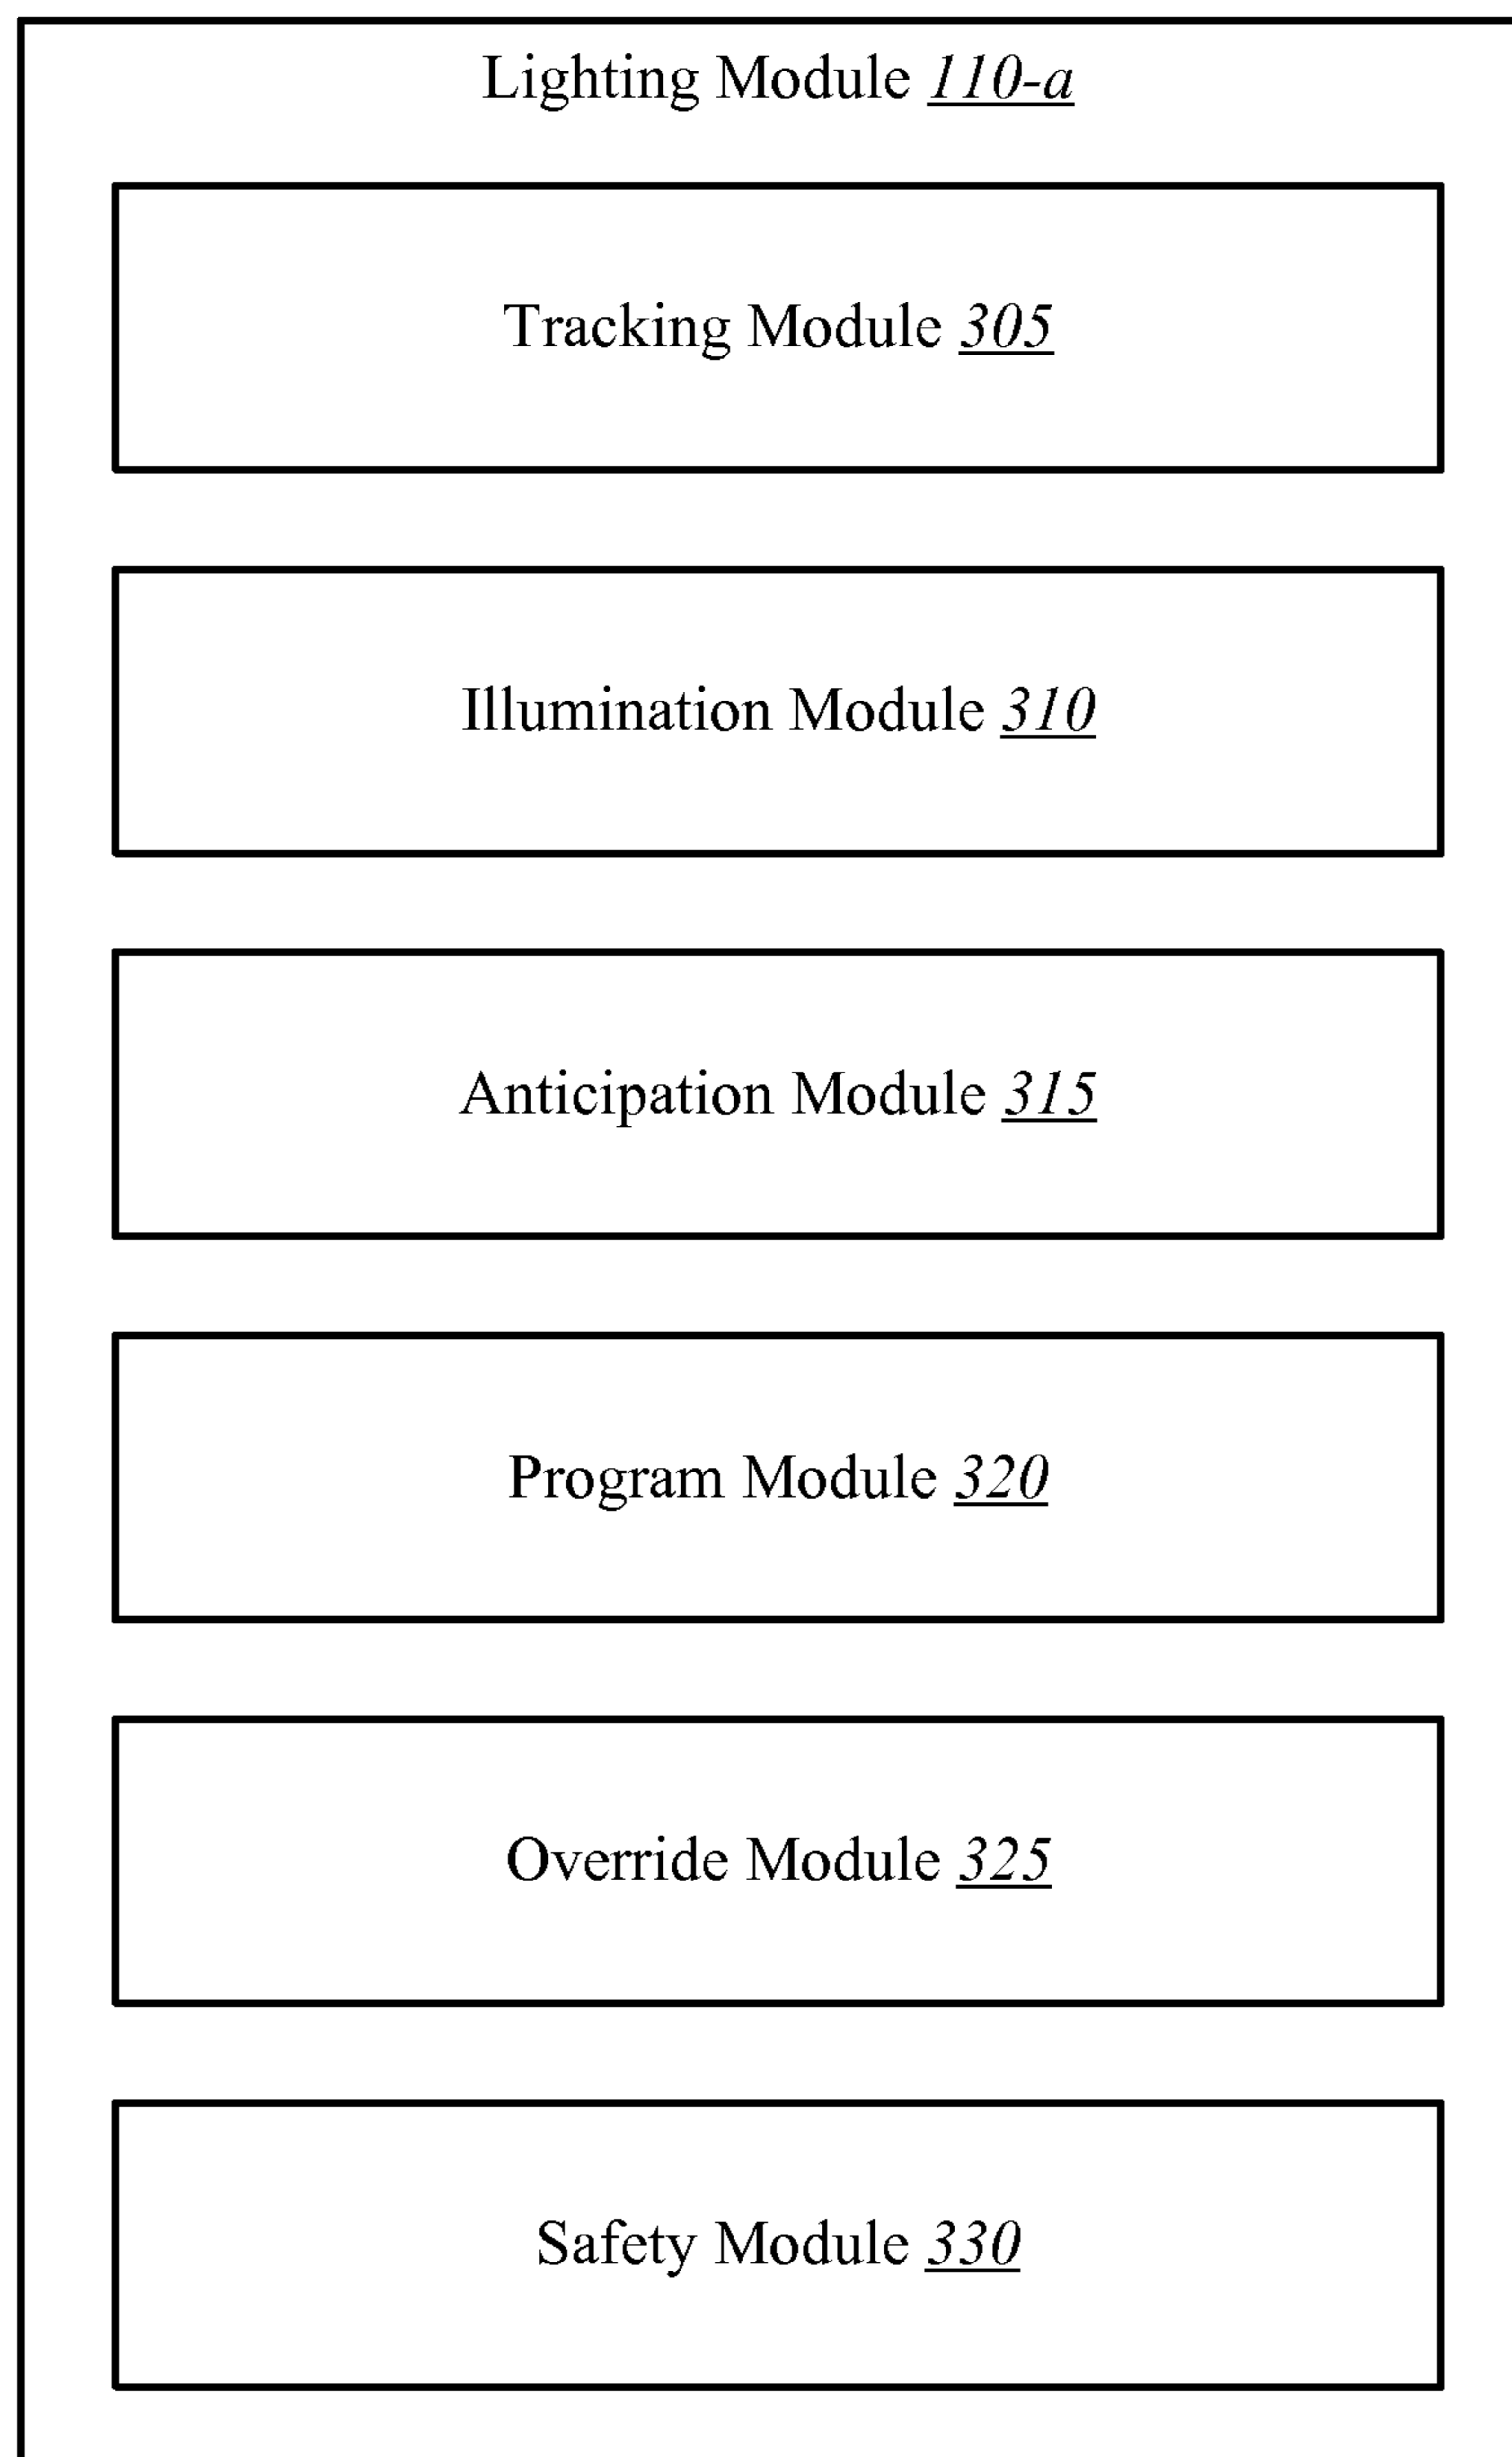 Lighting Module 110-a
Tracking Module 305
Illumination Module 310
Anticipation Module 315
Program Module 320
Override Module 325
Safety Module 330